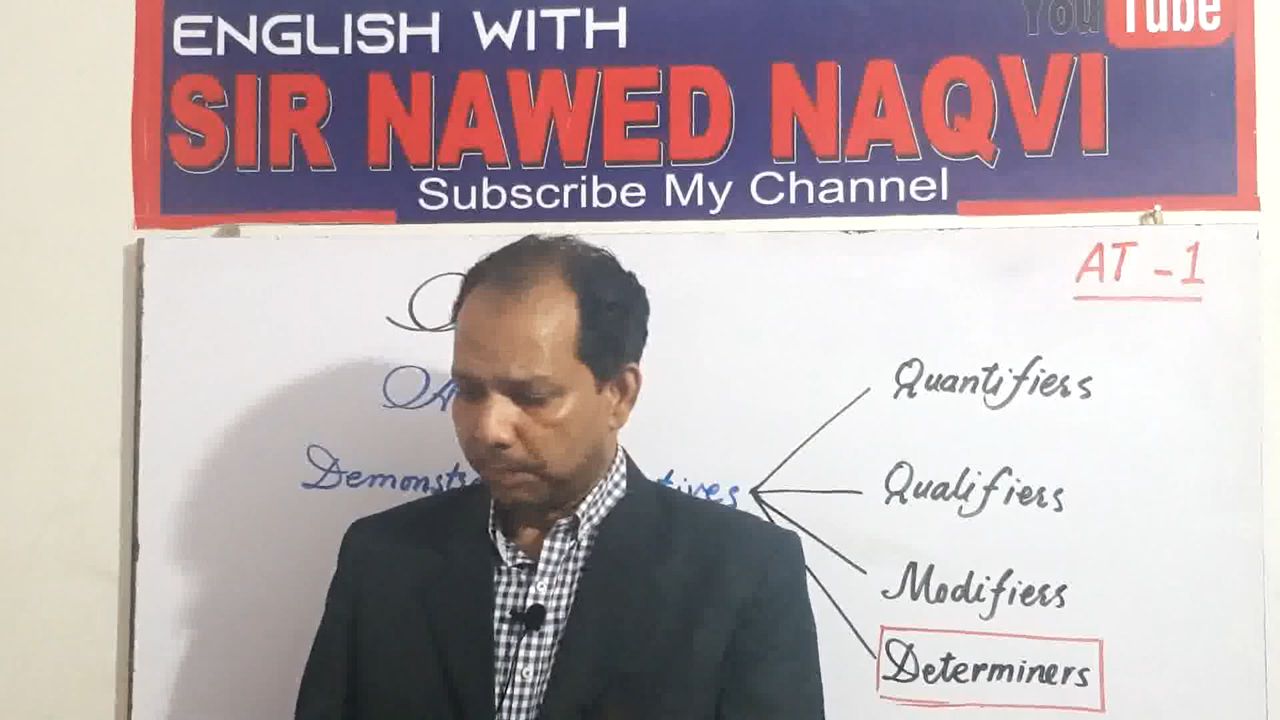 ENGLISH WITH
YouTube
SIR NAWED NAQVI
Subscribe My Channel
AT - 1
Quantifiers
Qualifiers
Modifiers
Determiners